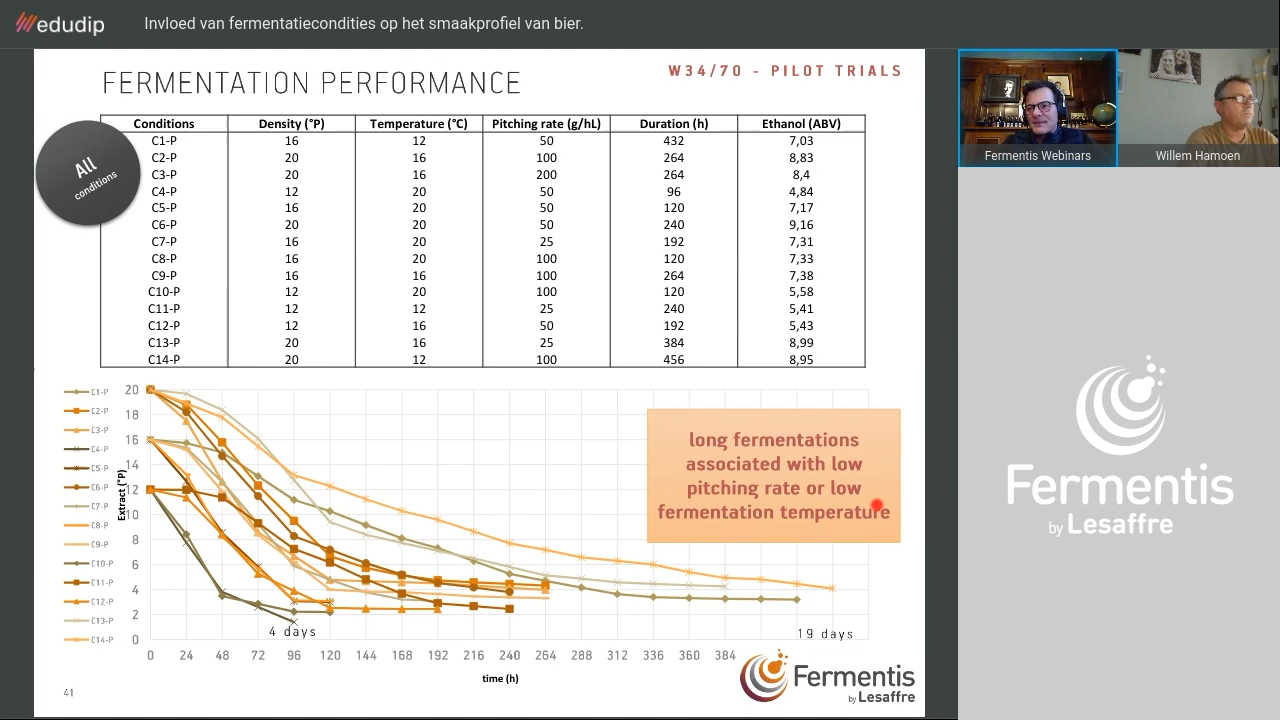 edudip
Invloed van fermentatiecondities op het smaakprofiel van bier.
FERMENTATION PERFORMANCE
W34/70 - PILOT TRIALS
All
conditions
Conditions Density (°P) Temperature (°C) Pitching rate (g/hL) Duration (h) Ethanol (ABV)
C1-P 16 12 50 432 7,03
C2-P 20 16 100 264 8,83
C3-P 20 16 200 264 8,4
C4-P 12 20 50 96 4,84
C5-P 16 20 50 120 7,17
C6-P 20 20 50 240 9,16
C7-P 16 20 25 192 7,31
C8-P 16 20 100 120 7,33
C9-P 16 16 100 264 7,38
C10-P 12 20 100 120 5,58
C11-P 12 12 25 240 5,41
C12-P 12 16 50 192 5,43
C13-P 20 16 25 384 8,99
C14-P 20 12 100 456 8,95
C1-P
C2-P
C3-P
C4-P
C5-P
C6-P
C7-P
C8-P
C9-P
C10-P
C11-P
C12-P
C13-P
C14-P
Extract (°P)
20
18
16
14
12
10
8
6
4
2
0
long fermentations
associated with low
pitching rate or low
fermentation temperature
4 days
19 days
0 24 48 72 96 120 144 168 192 216 240 264 288 312 336 360 384
time (h)
Fermentis
by Lesaffre
41
Fermentis Webinars
Willem Hamoen
Fermentis
by Lesaffre